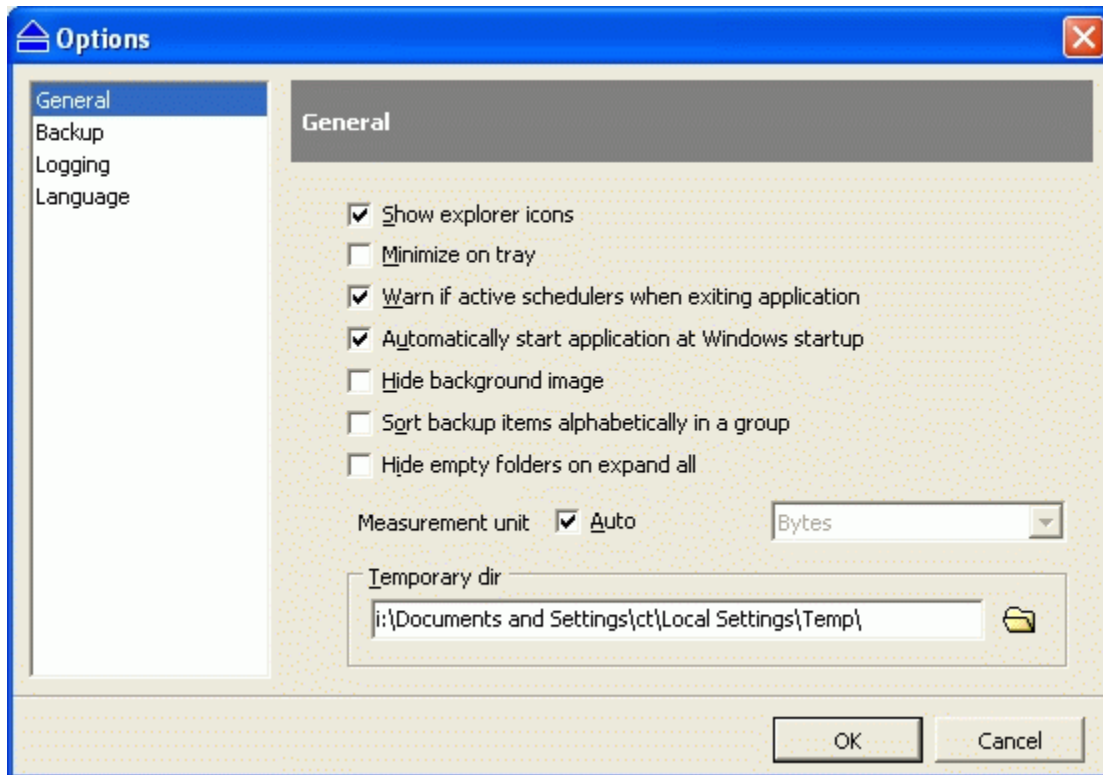 Options
General
Backup
Logging
Language
General
Show explorer icons
Minimize on tray
Warn if active schedulers when exiting application
Automatically start application at Windows startup
Hide background image
Sort backup items alphabetically in a group
Hide empty folders on expand all
Measurement unit Auto Bytes
Temporary dir
i:\Documents and Settings\ct\Local Settings\Temp\
OK Cancel